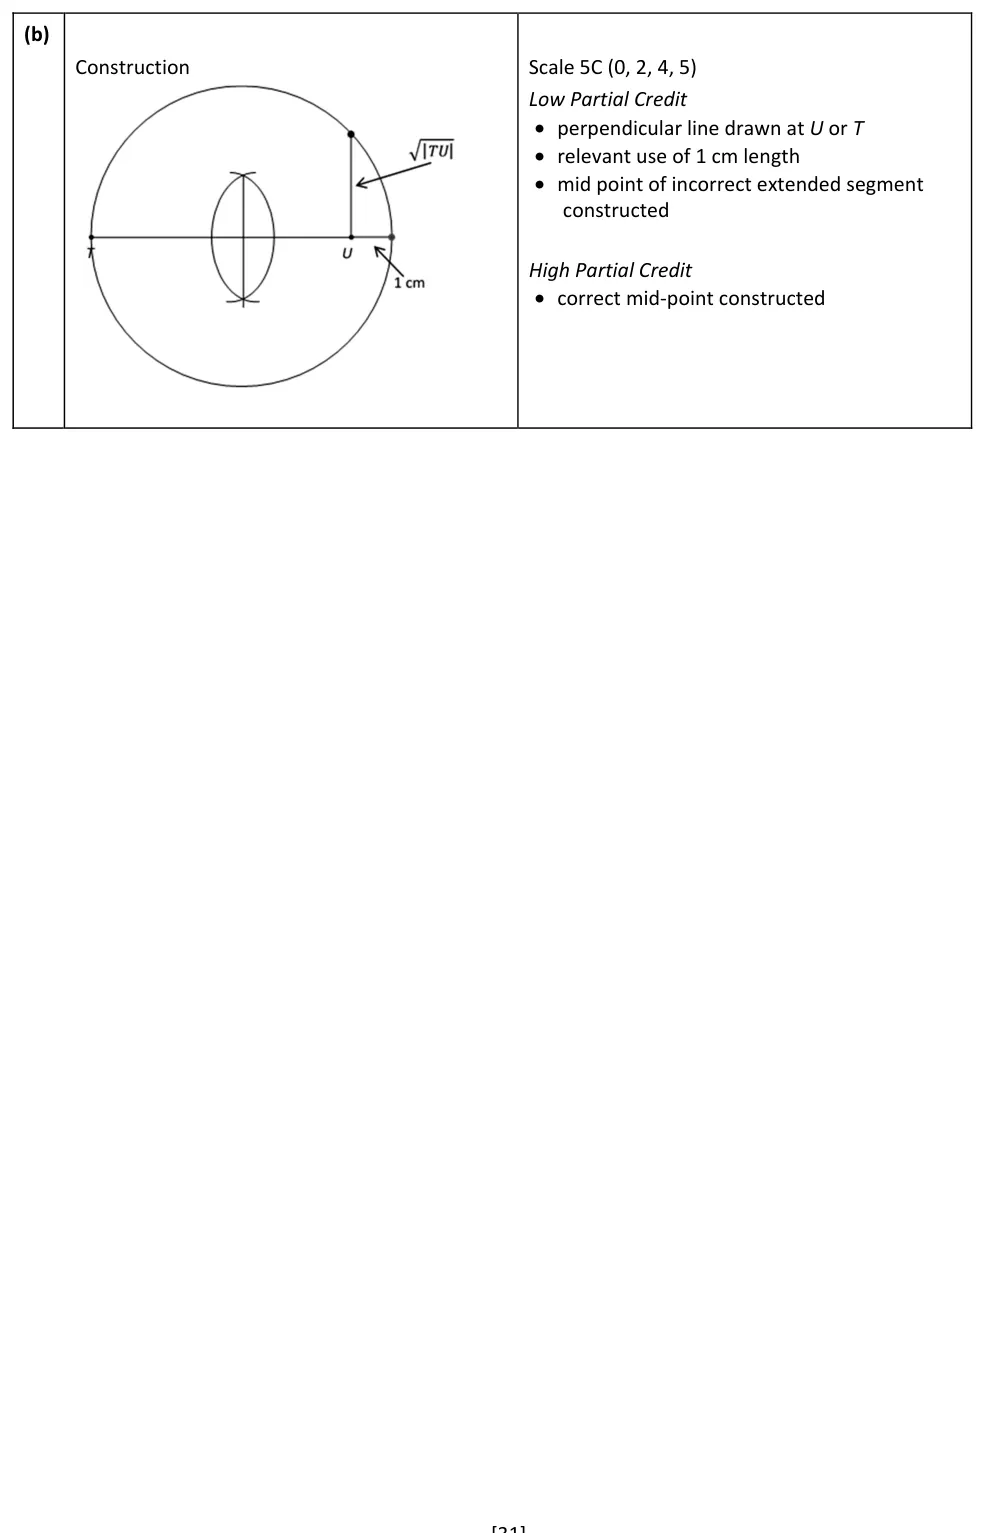 (b)
Construction
√|TU|
T
U
1 cm
Scale 5C (0, 2, 4, 5)
Low Partial Credit
• perpendicular line drawn at U or T
• relevant use of 1 cm length
• mid point of incorrect extended segment
constructed
High Partial Credit
• correct mid-point constructed
[31]